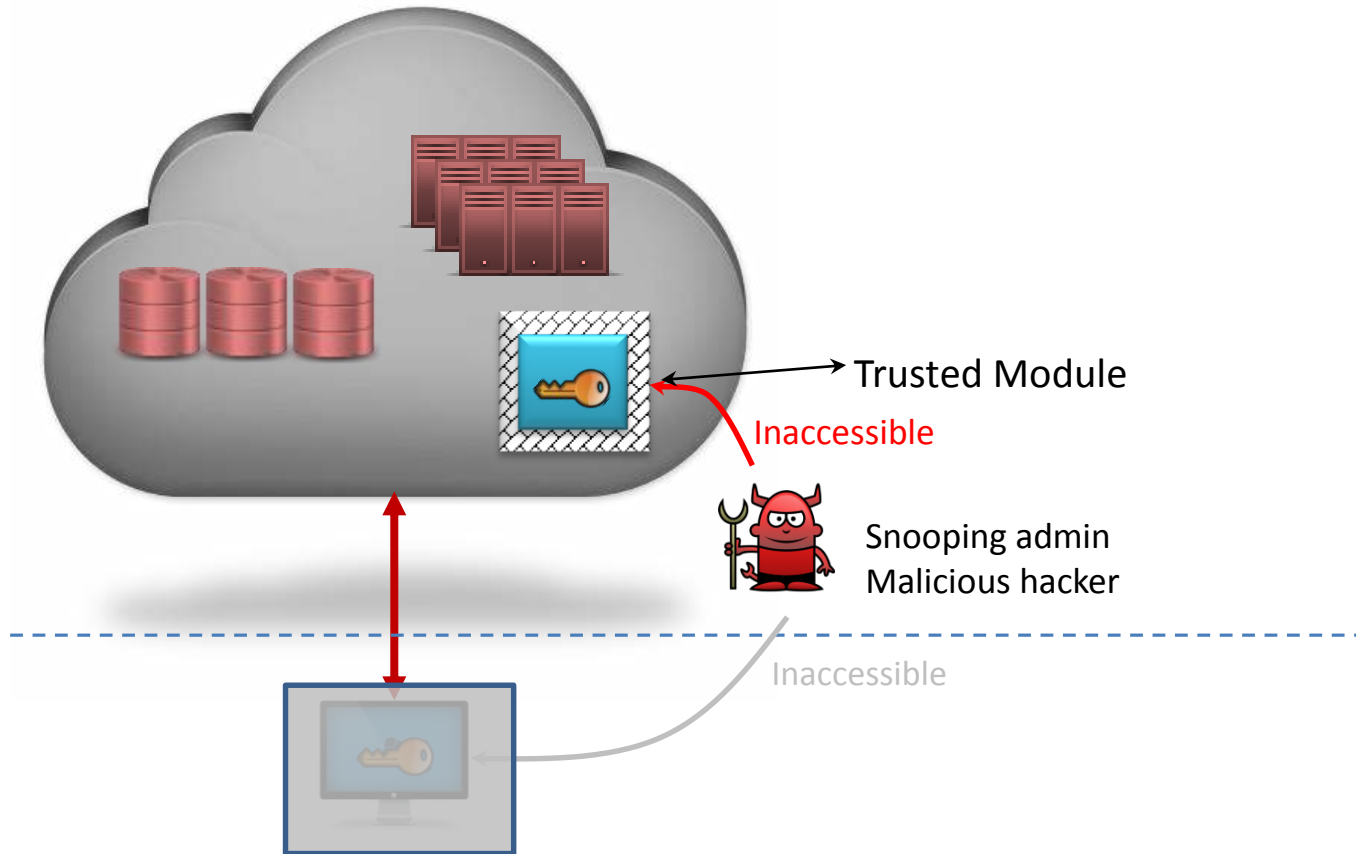 Trusted Module
Inaccessible
Snooping admin
Malicious hacker
Inaccessible